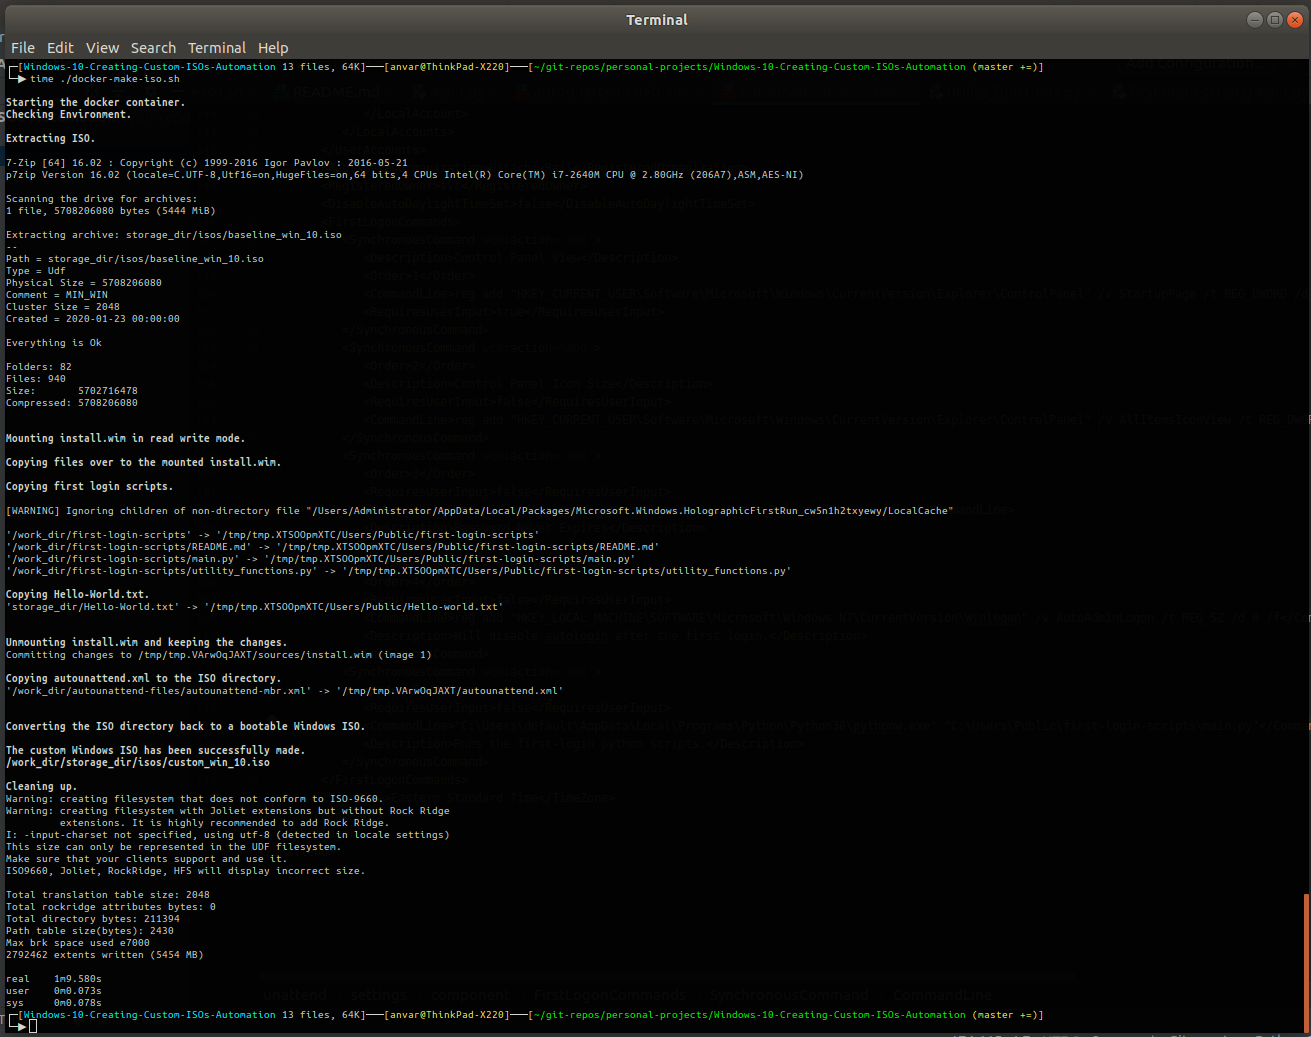 Terminal
File Edit View Search Terminal Help
[Windows-10-Creating-Custom-ISOs-Automation 13 files, 64K]──[anvar@ThinkPad-X220]──[~/git-repos/personal-projects/Windows-10-Creating-Custom-ISOs-Automation (master +=)]
time ./docker-make-iso.sh
Starting the docker container.
Checking Environment.
Extracting ISO.
7-Zip [64] 16.02 : Copyright (c) 1999-2016 Igor Pavlov : 2016-05-21
p7zip Version 16.02 (locale=C.UTF-8,Utf16=on,HugeFiles=on,64 bits,4 CPUs Intel(R) Core(TM) i7-2640M CPU @ 2.80GHz (206A7),ASM,AES-NI)
Scanning the drive for archives:
1 file, 5708206080 bytes (5444 MiB)
Extracting archive: storage_dir/isos/baseline_win_10.iso
--
Path = storage_dir/isos/baseline_win_10.iso
Type = Udf
Physical Size = 5708206080
Comment = MIN_WIN
Cluster Size = 2048
Created = 2020-01-23 00:00:00
Everything is Ok
Folders: 82
Files: 940
Size:       5702716478
Compressed: 5708206080
Mounting install.wim in read write mode.
Copying files over to the mounted install.wim.
Copying first login scripts.
[WARNING] Ignoring children of non-directory file "/Users/Administrator/AppData/Local/Packages/Microsoft.Windows.HolographicFirstRun_cw5n1h2txyewy/LocalCache"
'/work_dir/first-login-scripts' -> '/tmp/tmp.XTSOOpmXTC/Users/Public/first-login-scripts'
'/work_dir/first-login-scripts/README.md' -> '/tmp/tmp.XTSOOpmXTC/Users/Public/first-login-scripts/README.md'
'/work_dir/first-login-scripts/main.py' -> '/tmp/tmp.XTSOOpmXTC/Users/Public/first-login-scripts/main.py'
'/work_dir/first-login-scripts/utility_functions.py' -> '/tmp/tmp.XTSOOpmXTC/Users/Public/first-login-scripts/utility_functions.py'
Copying Hello-World.txt.
'storage_dir/Hello-World.txt' -> '/tmp/tmp.XTSOOpmXTC/Users/Public/Hello-world.txt'
Unmounting install.wim and keeping the changes.
Committing changes to /tmp/tmp.VArwOqJAXT/sources/install.wim (image 1)
Copying autounattend.xml to the ISO directory.
'/work_dir/autounattend-files/autounattend-mbr.xml' -> '/tmp/tmp.VArwOqJAXT/autounattend.xml'
Converting the ISO directory back to a bootable Windows ISO.
The custom Windows ISO has been successfully made.
/work_dir/storage_dir/isos/custom_win_10.iso
Cleaning up.
Warning: creating filesystem that does not conform to ISO-9660.
Warning: creating filesystem with Joliet extensions but without Rock Ridge
extensions. It is highly recommended to add Rock Ridge.
I: -input-charset not specified, using utf-8 (detected in locale settings)
This size can only be represented in the UDF filesystem.
Make sure that your clients support and use it.
ISO9660, Joliet, RockRidge, HFS will display incorrect size.
Total translation table size: 2048
Total rockridge attributes bytes: 0
Total directory bytes: 211394
Path table size(bytes): 2430
Max brk space used e7000
2792462 extents written (5454 MB)
real    1m9.580s
user    0m0.073s
sys     0m0.078s
[Windows-10-Creating-Custom-ISOs-Automation 13 files, 64K]──[anvar@ThinkPad-X220]──[~/git-repos/personal-projects/Windows-10-Creating-Custom-ISOs-Automation (master +=)]